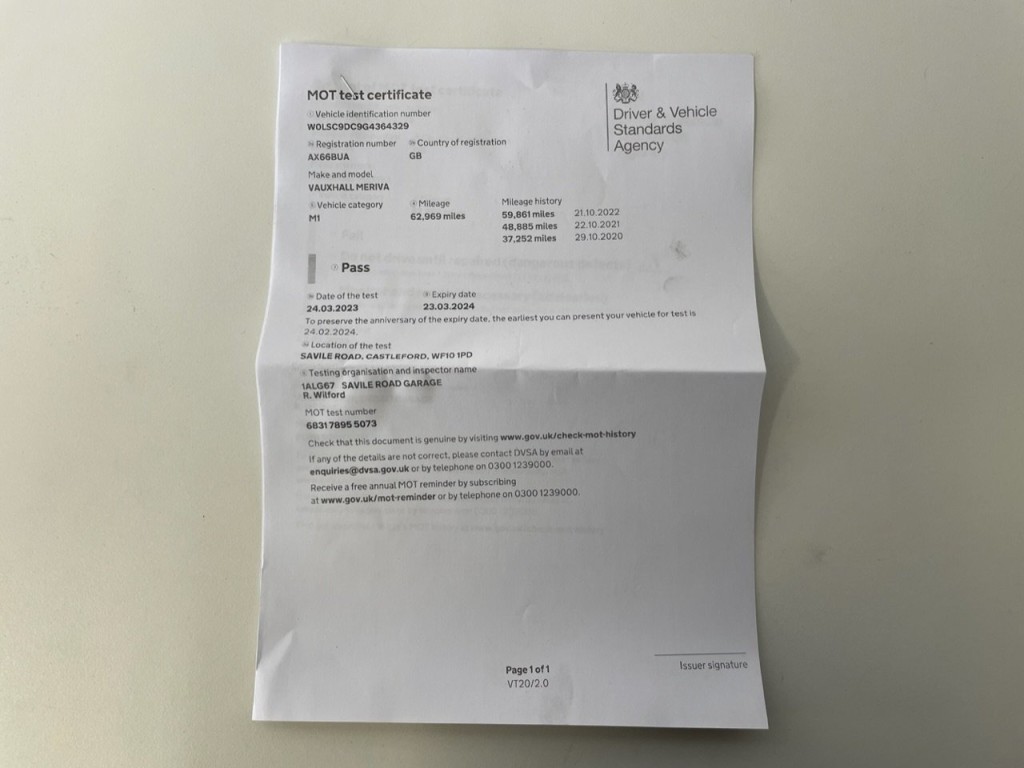 MOT test certificate
Driver & Vehicle
Standards
Agency
Vehicle identification number
W0LSC9DC9G4364329
Registration number Country of registration
AX66BUA GB
Make and model
VAUXHALL MERIVA
Vehicle category Mileage Mileage history
M1 62,969 miles 59,861 miles 21.10.2022
48,885 miles 22.10.2021
37,252 miles 29.10.2020
Pass
Date of the test Expiry date
24.03.2023 23.03.2024
To preserve the anniversary of the expiry date, the earliest you can present your vehicle for test is
24.02.2024.
Location of the test
SAVILE ROAD, CASTLEFORD, WF10 1PD
Testing organisation and inspector name
1ALG67 SAVILE ROAD GARAGE
R. Wilford
MOT test number
6831 7895 5073
Check that this document is genuine by visiting www.gov.uk/check-mot-history
If any of the details are not correct, please contact DVSA by email at
enquiries@dvsa.gov.uk or by telephone on 0300 1239000.
Receive a free annual MOT reminder by subscribing
at www.gov.uk/mot-reminder or by telephone on 0300 1239000.
Issuer signature
Page 1 of 1
VT20/2.0